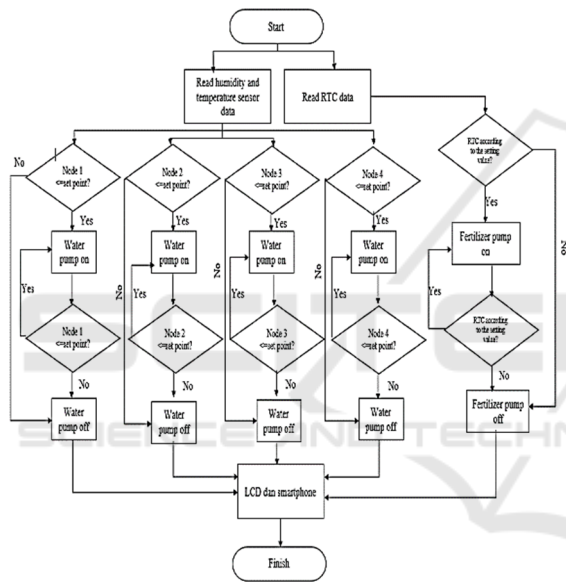 Start
Read humidity and
temperature sensor
data
Read RTC data
No
Node 1
<=set point?
Node 2
<=set point?
Node 3
<=set point?
Node 4
<=set point?
RTC according
to the setting
value?
Yes
Yes
Yes
Yes
Yes
Water
pump on
Water
pump on
Water
pump on
Water
pump on
Fertilizer pump
on
No
No
No
No
Yes
Yes
Yes
Yes
Yes
Node 1
<=set point?
Node 2
<=set point?
Node 3
<=set point?
Node 4
<=set point?
RTC according
to the setting
value?
No
No
No
No
No
Water
pump off
Water
pump off
Water
pump off
Water
pump off
Fertilizer pump
off
LCD dan smartphone
Finish
SCITE
SCIENCE AND TECHN